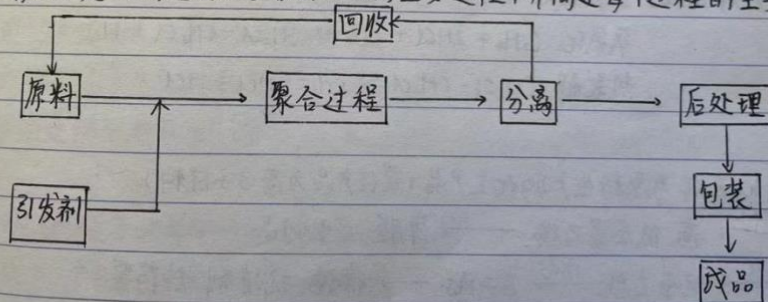 回收
原料
聚合过程
分离
后处理
引发剂
包装
成品